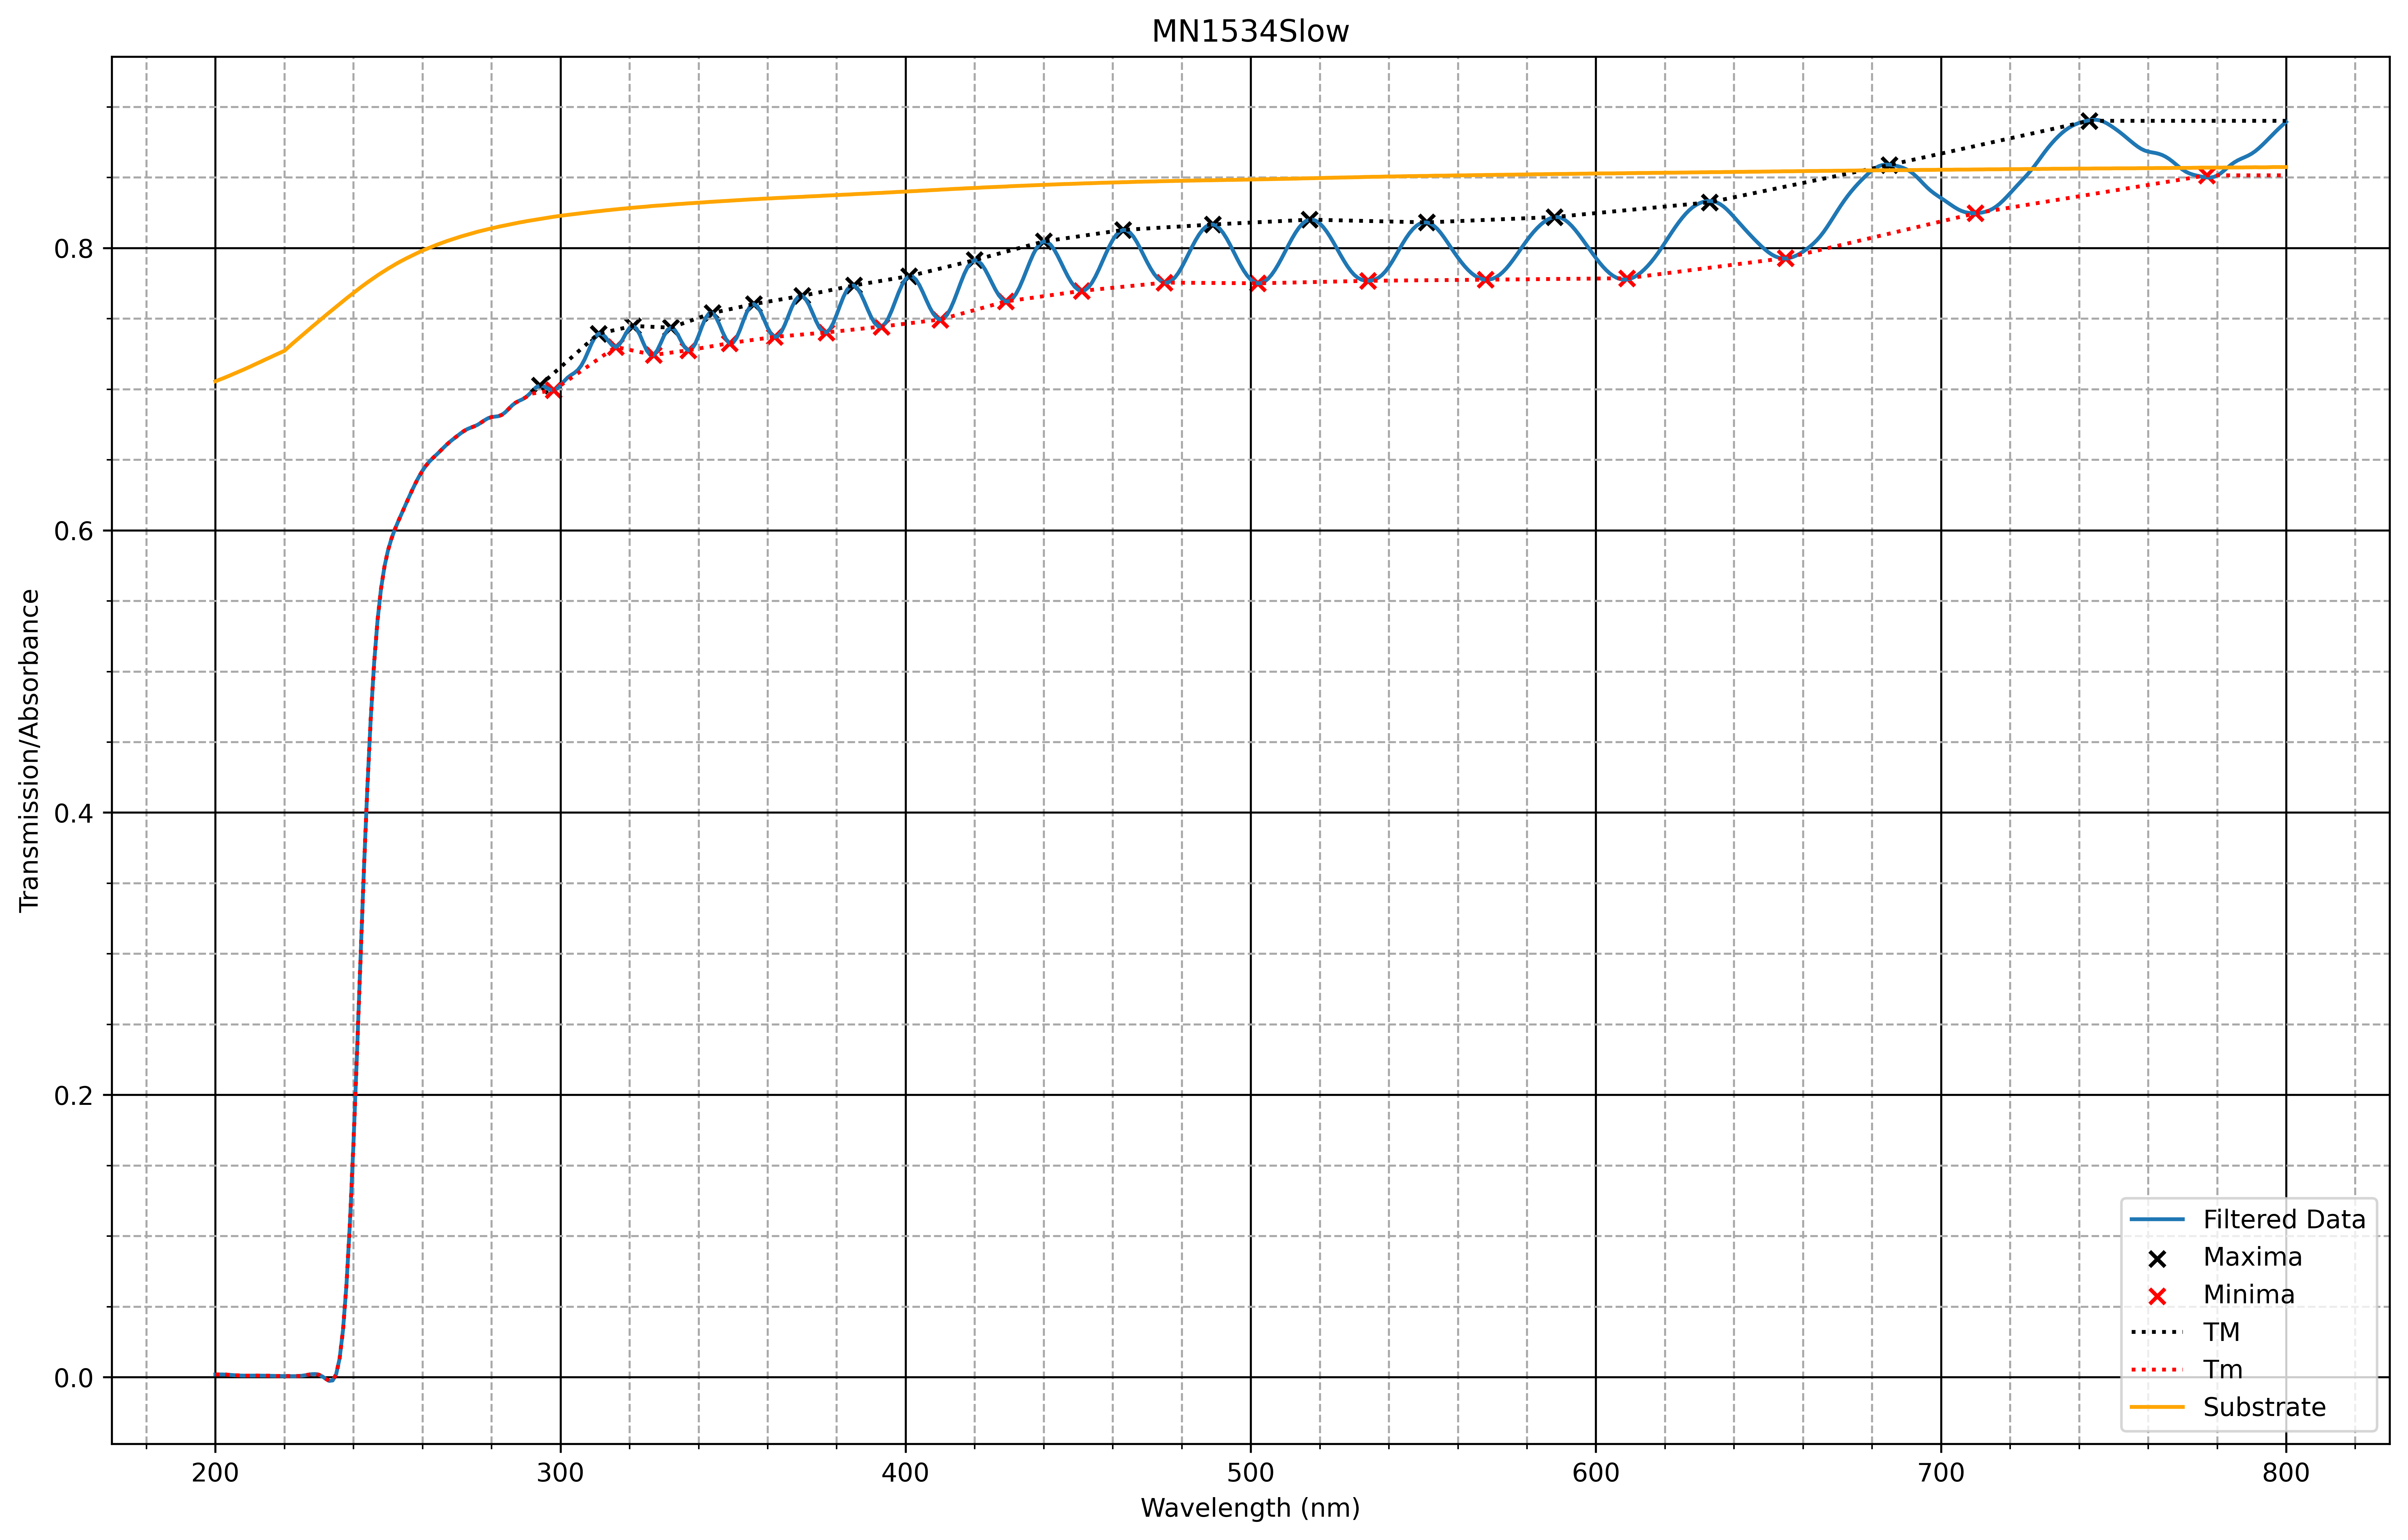 MN1534Slow
Transmission/Absorbance
0.8
0.6
0.4
0.2
0.0
200 300 400 500 600 700 800
Wavelength (nm)
Filtered Data
Maxima
Minima
TM
Tm
Substrate